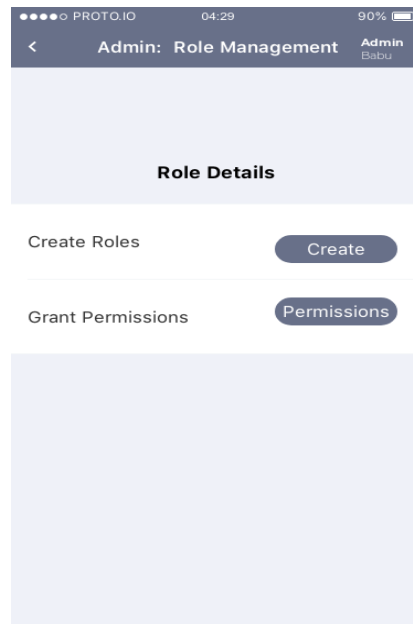 PROTO.IO 04:29 90%
< Admin: Role Management Admin
Babu
Role Details
Create Roles Create
Grant Permissions Permissions